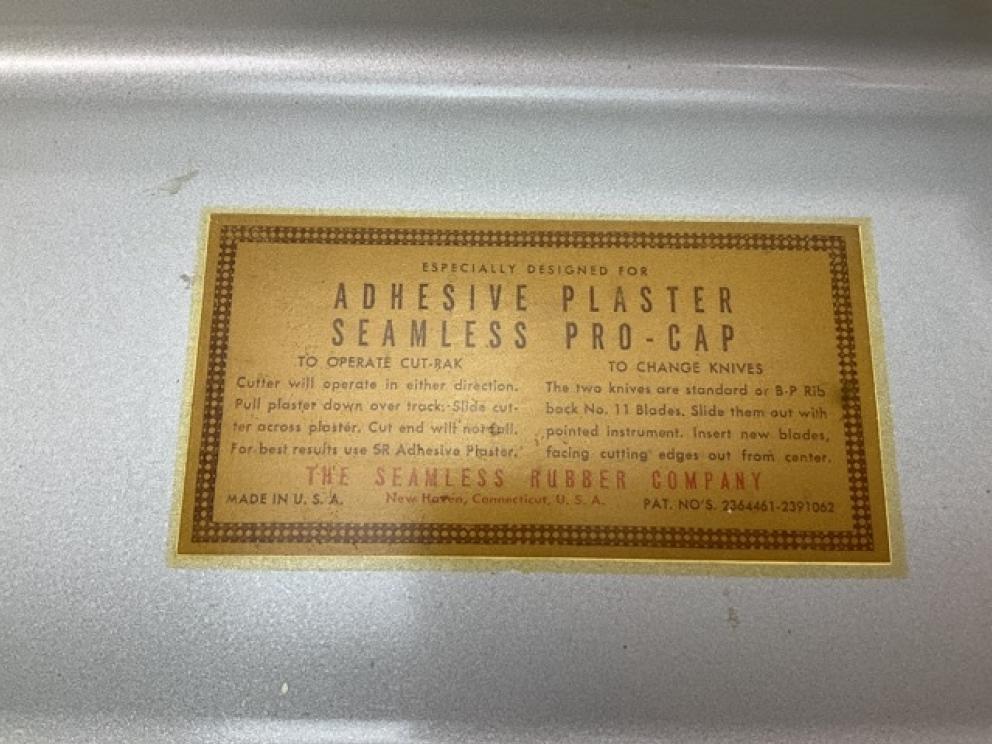 ESPECIALLY DESIGNED FOR
ADHESIVE PLASTER
SEAMLESS PRO-CAP
TO OPERATE CUT-RAK
Cutter will operate in either direction.
Pull plaster down over track. Slide cut-
ter across plaster. Cut end will not fall.
For best results use SR Adhesive Plaster.
TO CHANGE KNIVES
The two knives are standard or B-P Rib
back No. 11 Blades. Slide them out with
pointed instrument. Insert new blades,
facing cutting edges out from center.
THE SEAMLESS RUBBER COMPANY
MADE IN U. S. A.
New Haven, Connecticut, U. S. A.
PAT. NO'S. 2364461-2391062